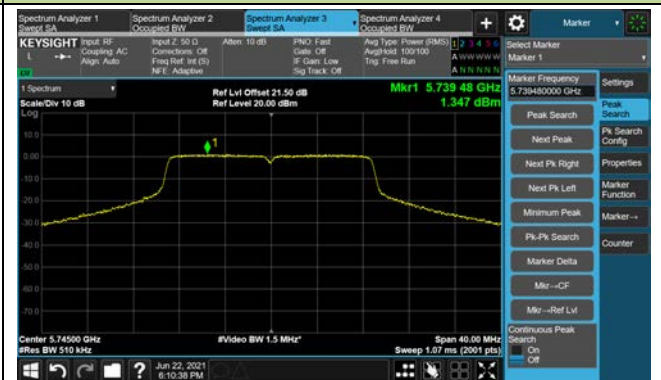 Spectrum Analyzer 1
Swept SA
Spectrum Analyzer 2
Occupied BW
Spectrum Analyzer 3
Swept SA
Spectrum Analyzer 4
Occupied BW
+
Marker
KEYSIGHT
L
Input: RF
Coupling: AC
Align: Auto
Input Z: 50 Ω
Corrections: Off
Freq Ref: Int (S)
NFE: Adaptive
Atten: 10 dB
PNO: Fast
Gate: Off
IF Gain: Low
Sig Track: Off
Avg Type: Power (RMS)
Avg|Hold: 100/100
Trig: Free Run
1 2 3 4 5 6
A W W W W W
A N N N N N
Select Marker
Marker 1
1 Spectrum
Scale/Div 10 dB
Log
Ref Lvl Offset 21.50 dB
Ref Level 20.00 dBm
Mkr1 5.739 48 GHz
1.347 dBm
10.0
0.00
-10.0
-20.0
-30.0
-40.0
-50.0
-60.0
-70.0
1
Center 5.74500 GHz
#Res BW 510 kHz
#Video BW 1.5 MHz*
Span 40.00 MHz
Sweep 1.07 ms (2001 pts)
Marker Frequency
5.739480000 GHz
Peak Search
Next Peak
Next Pk Right
Next Pk Left
Minimum Peak
Pk-Pk Search
Marker Delta
Mkr→CF
Mkr→Ref Lvl
Continuous Peak
Search
On
Off
Settings
Peak
Search
Pk Search
Config
Properties
Marker
Function
Marker→
Counter
?
Jun 22, 2021
6:10:38 PM